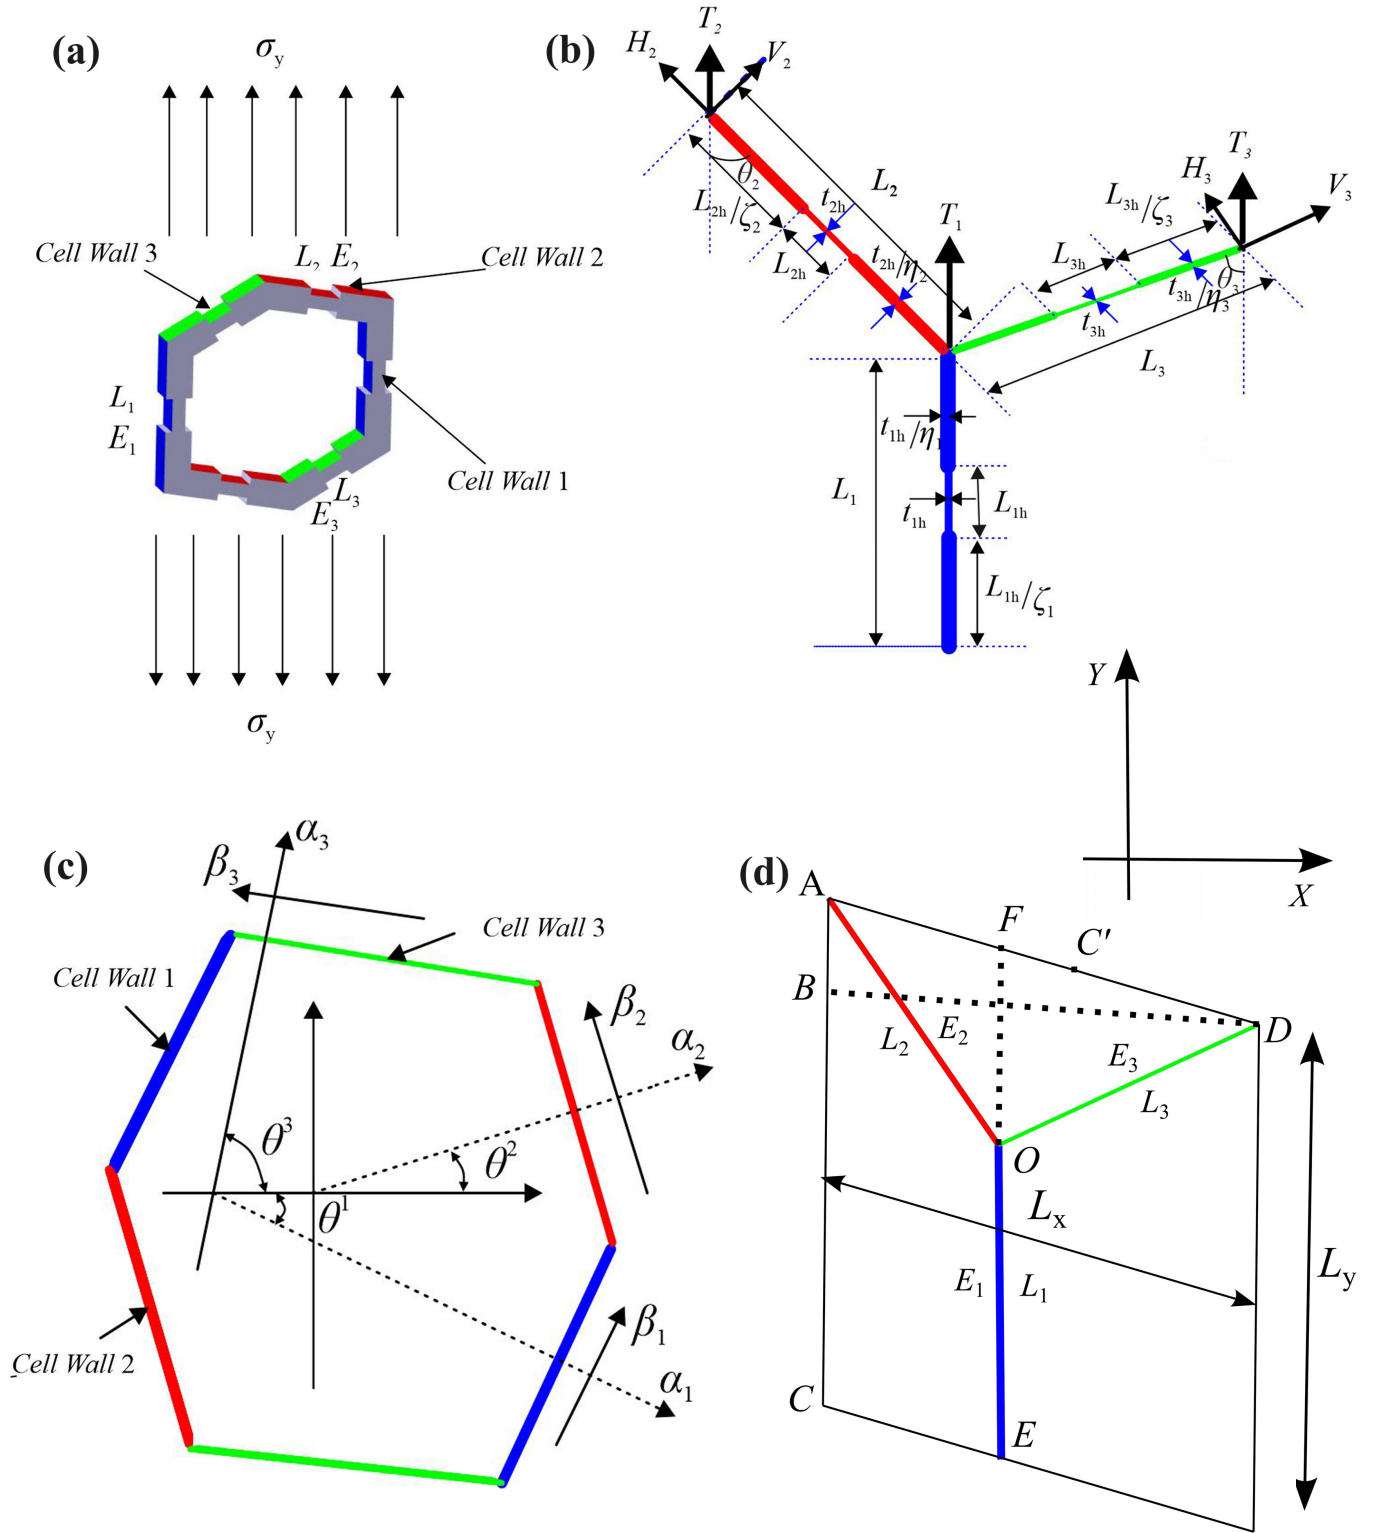 (a)
σy
Cell Wall 3
L2 E2
Cell Wall 2
L1
E1
Cell Wall 1
L3
E3
σy
(b)
H2
T2
V2
θ2
L2
L2h/ζ2
t2h
L2h
t2h/η2
T1
H3
T3
V3
L3h/ζ3
L3h
θ3
t3h/η3
t3h
L3
t1h/η1
L1
t1h
L1h
L1h/ζ1
Y
X
(c)
α3
β3
Cell Wall 3
Cell Wall 1
β2
α2
θ3
θ2
θ1
β1
α1
Cell Wall 2
(d)
A
F
C′
B
D
L2
E2
E3
L3
O
Lx
E1
L1
Ly
C
E